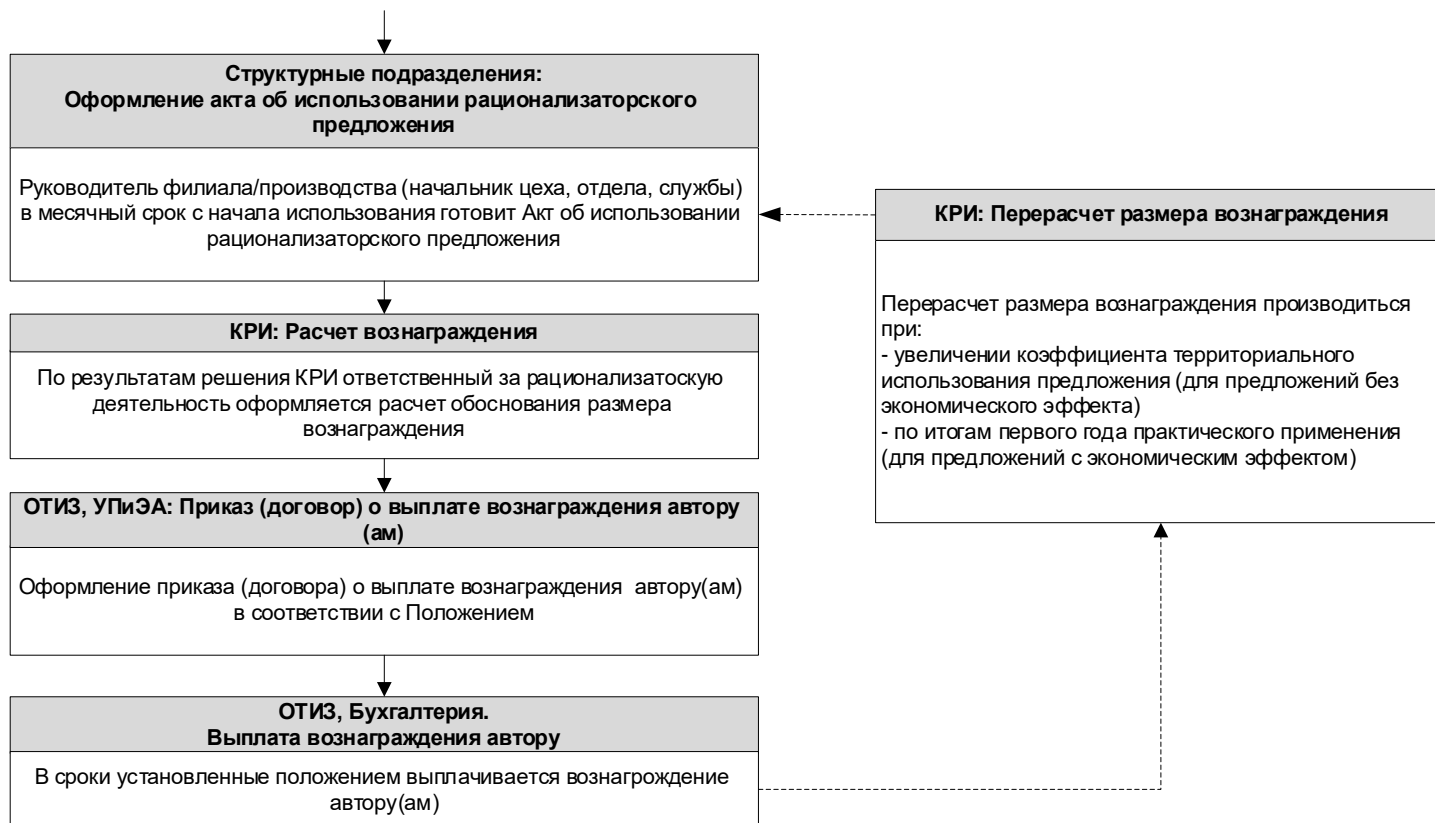 Структурные подразделения:
Оформление акта об использовании рационализаторского
предложения
Руководитель филиала/производства (начальник цеха, отдела, службы)
в месячный срок с начала использования готовит Акт об использовании
рационализаторского предложения
КРИ: Расчет вознаграждения
По результатам решения КРИ ответственный за рационализатоскую
деятельность оформляется расчет обоснования размера
вознаграждения
ОТИЗ, УПиЭА: Приказ (договор) о выплате вознаграждения автору
(ам)
Оформление приказа (договора) о выплате вознаграждения автору(ам)
в соответствии с Положением
ОТИЗ, Бухгалтерия.
Выплата вознаграждения автору
В сроки установленные положением выплачивается вознагрождение
автору(ам)
КРИ: Перерасчет размера вознаграждения
Перерасчет размера вознаграждения производиться
при:
- увеличении коэффициента территориального
использования предложения (для предложений без
экономического эффекта)
- по итогам первого года практического применения
(для предложений с экономическим эффектом)